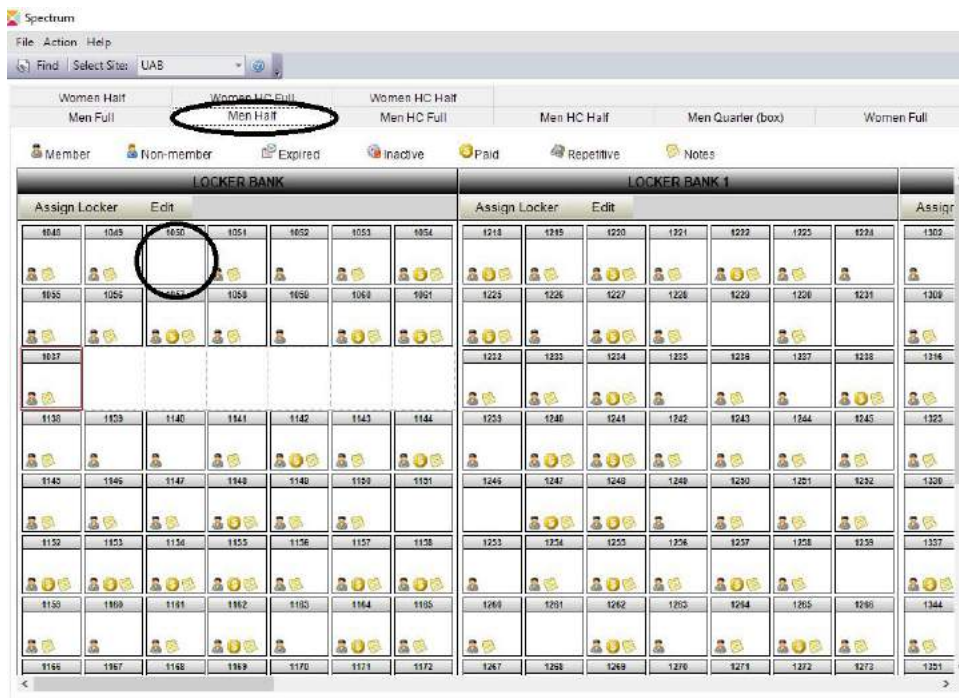 Spectrum
File Action Help
Find Select Site: UAB
Women Half Women HC Full Women HC Half
Men Full Men Half Men HC Full Men HC Half Men Quarter (box) Women Full
Member Non-member Expired Inactive Paid Repetitive Notes
LOCKER BANK LOCKER BANK 1
Assign Locker Edit Assign Locker Edit Assign
1048 1049 1050 1051 1052 1053 1054 1218 1219 1220 1221 1222 1223 1224 1302
1055 1056 1057 1058 1059 1060 1061 1225 1226 1227 1228 1229 1230 1231 1309
1037 1232 1233 1234 1235 1236 1237 1238 1316
1138 1139 1140 1141 1142 1143 1144 1239 1240 1241 1242 1243 1244 1245 1323
1145 1146 1147 1148 1149 1150 1151 1246 1247 1248 1249 1250 1251 1252 1330
1152 1153 1154 1155 1156 1157 1158 1253 1254 1255 1256 1257 1258 1259 1337
1159 1160 1161 1162 1163 1164 1165 1260 1261 1262 1263 1264 1265 1266 1344
1166 1167 1168 1169 1170 1171 1172 1267 1268 1269 1270 1271 1272 1273 1351